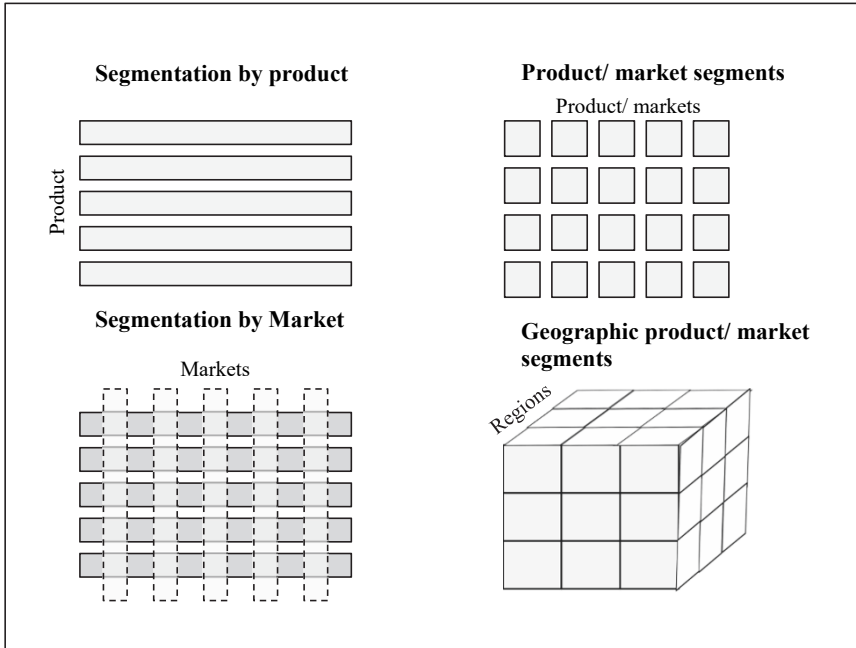 Segmentation by product
Product
Segmentation by Market
Markets
Product/ market segments
Product/ markets
Geographic product/ market
segments
Regions